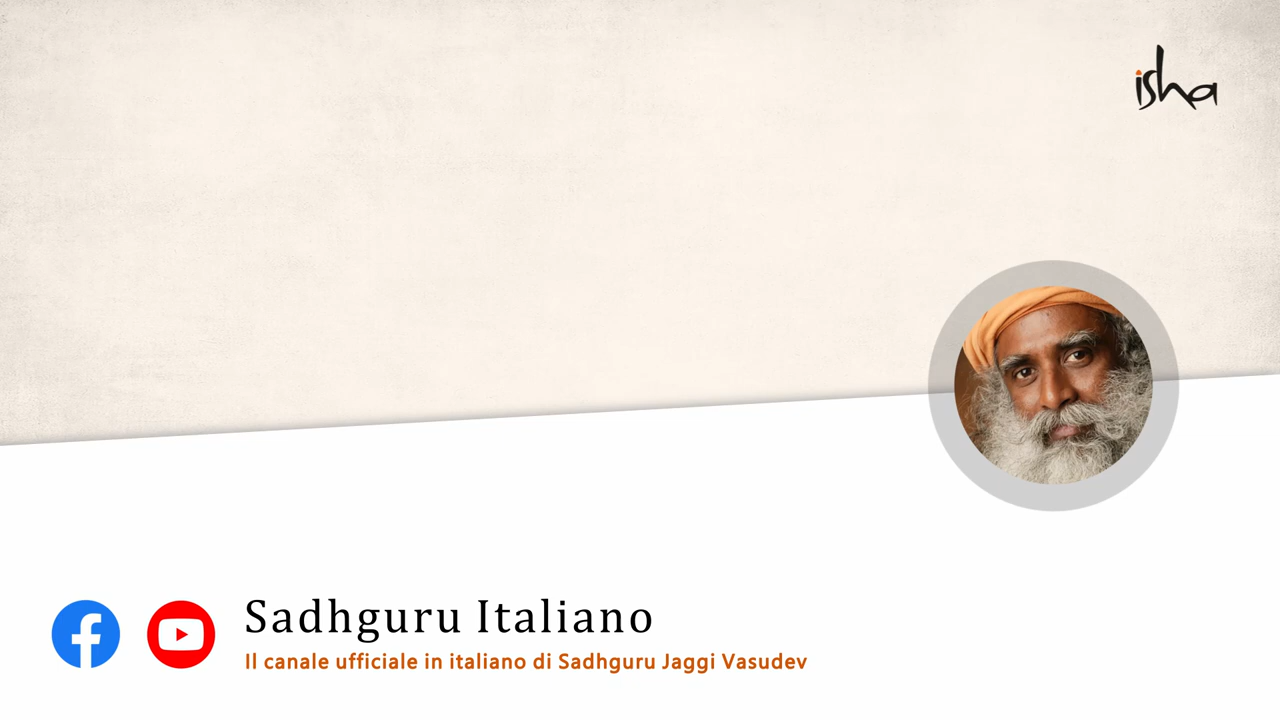 isha
Sadhguru Italiano
Il canale ufficiale in italiano di Sadhguru Jaggi Vasudev